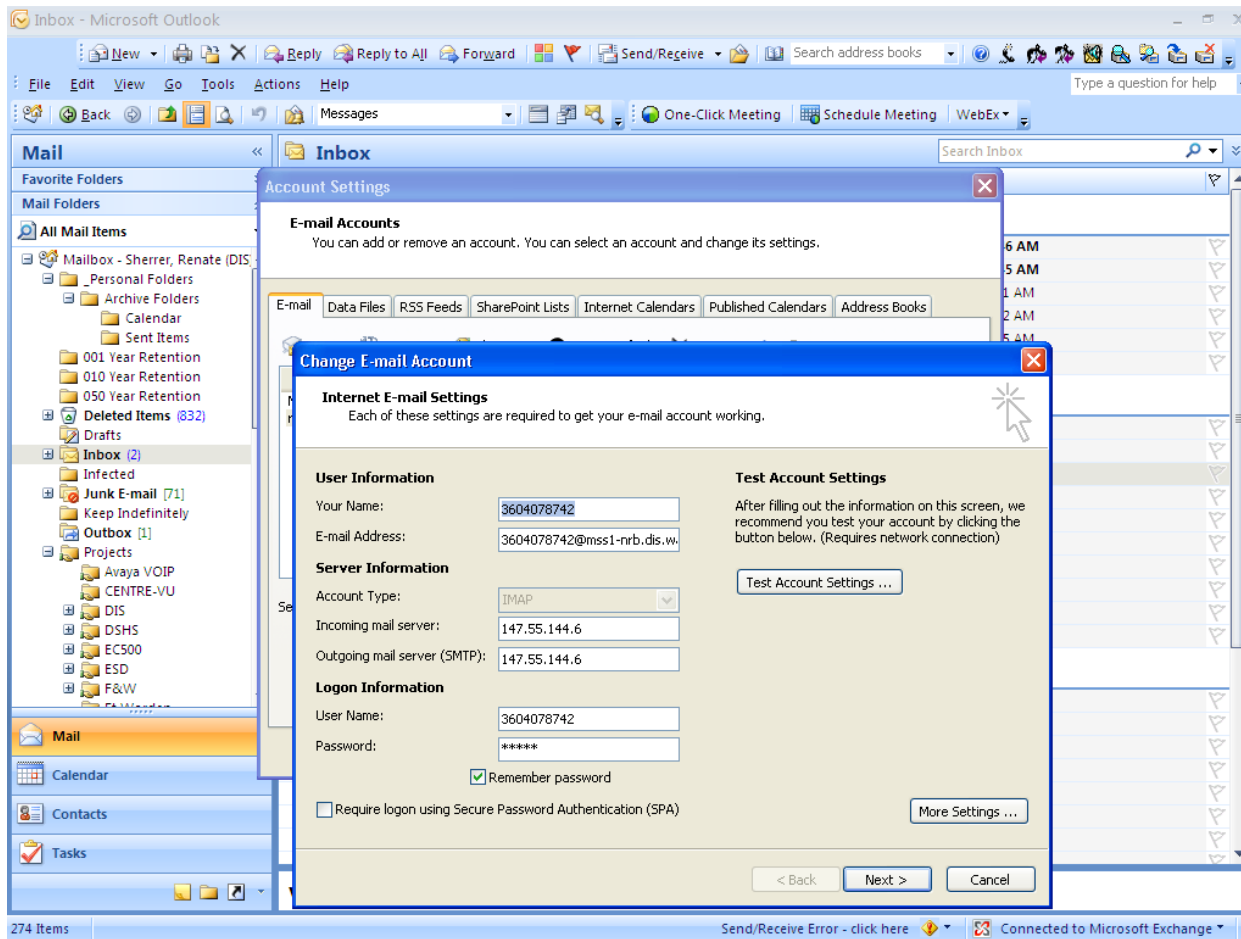 Inbox - Microsoft Outlook
New Reply Reply to All Forward Send/Receive Search address books
File Edit View Go Tools Actions Help Type a question for help
Back Messages One-Click Meeting Schedule Meeting WebEx
Mail « Inbox Search Inbox
Favorite Folders
Mail Folders
All Mail Items
Mailbox - Sherrer, Renate (DIS)
_Personal Folders
Archive Folders
Calendar
Sent Items
001 Year Retention
010 Year Retention
050 Year Retention
Deleted Items (832)
Drafts
Inbox (2)
Infected
Junk E-mail [71]
Keep Indefinitely
Outbox [1]
Projects
Avaya VOIP
CENTRE-VU
DIS
DSHS
EC500
ESD
F&W
Mail
Calendar
Contacts
Tasks
Account Settings
E-mail Accounts
You can add or remove an account. You can select an account and change its settings.
E-mail Data Files RSS Feeds SharePoint Lists Internet Calendars Published Calendars Address Books
6 AM
5 AM
1 AM
2 AM
5 AM
Change E-mail Account
Internet E-mail Settings
Each of these settings are required to get your e-mail account working.
User Information
Your Name: 3604078742
E-mail Address: 3604078742@mss1-nrb.dis.w
Server Information
Account Type: IMAP
Incoming mail server: 147.55.144.6
Outgoing mail server (SMTP): 147.55.144.6
Logon Information
User Name: 3604078742
Password: *****
Remember password
Require logon using Secure Password Authentication (SPA)
Test Account Settings
After filling out the information on this screen, we
recommend you test your account by clicking the
button below. (Requires network connection)
Test Account Settings ...
More Settings ...
< Back Next > Cancel
274 Items Send/Receive Error - click here Connected to Microsoft Exchange